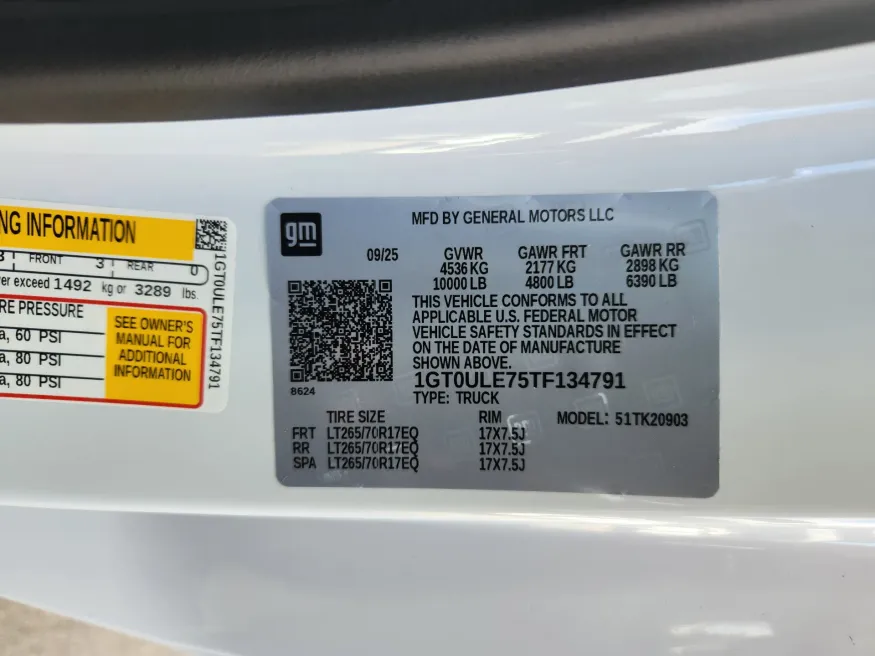 NG INFORMATION
FRONT 3 REAR 0
er exceed 1492 kg or 3289 lbs.
RE PRESSURE
a, 60 PSI
a, 80 PSI
a, 80 PSI
SEE OWNER'S
MANUAL FOR
ADDITIONAL
INFORMATION
1GT0ULE75TF134791
gm
MFD BY GENERAL MOTORS LLC
09/25 GVWR GAWR FRT GAWR RR
4536 KG 2177 KG 2898 KG
10000 LB 4800 LB 6390 LB
THIS VEHICLE CONFORMS TO ALL
APPLICABLE U.S. FEDERAL MOTOR
VEHICLE SAFETY STANDARDS IN EFFECT
ON THE DATE OF MANUFACTURE
SHOWN ABOVE.
1GT0ULE75TF134791
TYPE: TRUCK
8624
TIRE SIZE RIM MODEL: 51TK20903
FRT LT265/70R17EQ 17X7.5J
RR LT265/70R17EQ 17X7.5J
SPA LT265/70R17EQ 17X7.5J